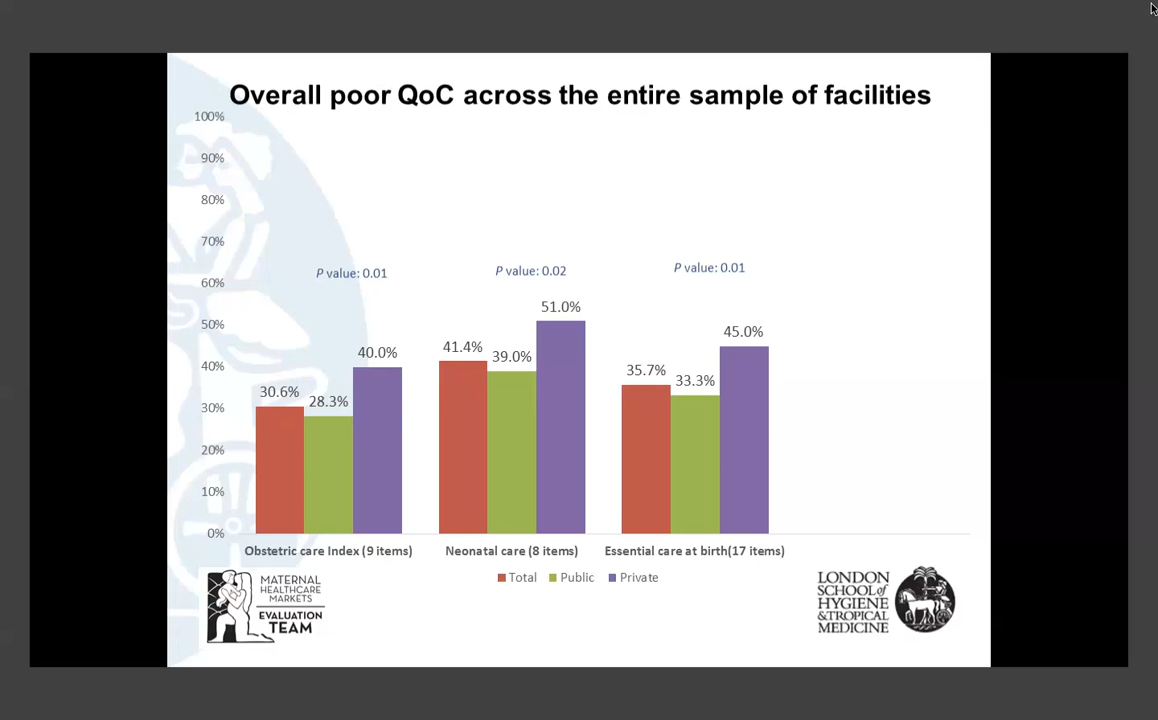 Overall poor QoC across the entire sample of facilities
100%
90%
80%
70%
60%
50%
40%
30%
20%
10%
0%
P value: 0.01
P value: 0.02
P value: 0.01
30.6%
28.3%
40.0%
41.4%
39.0%
51.0%
35.7%
33.3%
45.0%
Obstetric care Index (9 items)
Neonatal care (8 items)
Essential care at birth(17 items)
Total
Public
Private
MATERNAL
HEALTHCARE
MARKETS
EVALUATION
TEAM
LONDON
SCHOOL of
HYGIENE
&TROPICAL
MEDICINE